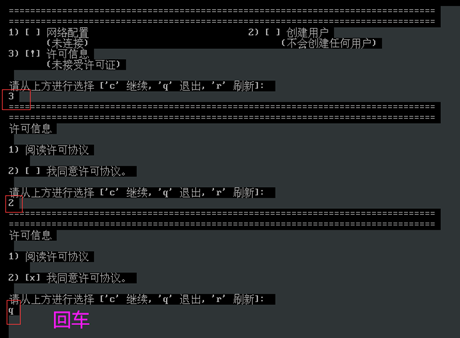 ================================================================================
================================================================================
1) [ ] 网络配置                          2) [ ] 创建用户
       (未连接)                                 (不会创建任何用户)
3) [!] 许可信息
       (未接受许可证)
请从上方进行选择 ['c' 继续, 'q' 退出, 'r' 刷新]:
3
================================================================================
================================================================================
许可信息
1) 阅读许可协议
2) [ ] 我同意许可协议。
请从上方进行选择 ['c' 继续, 'q' 退出, 'r' 刷新]:
2
================================================================================
================================================================================
许可信息
1) 阅读许可协议
2) [x] 我同意许可协议。
请从上方进行选择 ['c' 继续, 'q' 退出, 'r' 刷新]:
q
回车